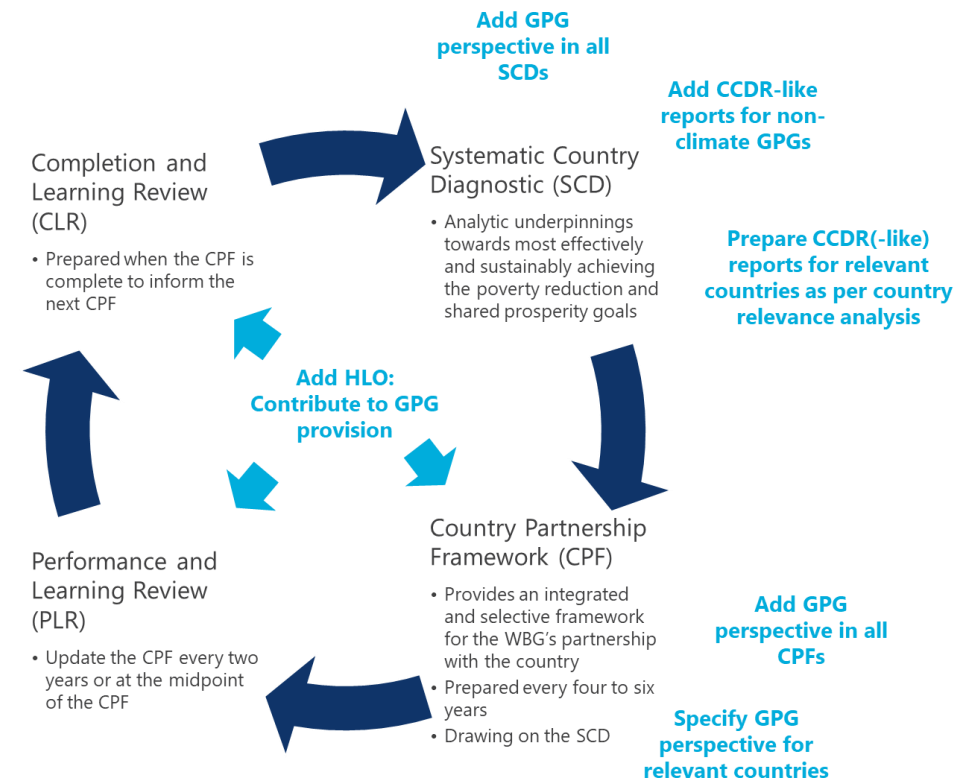 Add GPG
perspective in all
SCDs
Add CCDR-like
reports for non-
climate GPGs
Completion and
Learning Review
(CLR)
• Prepared when the CPF is
complete to inform the
next CPF
Systematic Country
Diagnostic (SCD)
• Analytic underpinnings
towards most effectively
and sustainably achieving
the poverty reduction and
shared prosperity goals
Prepare CCDR(-like)
reports for relevant
countries as per country
relevance analysis
Add HLO:
Contribute to GPG
provision
Country Partnership
Framework (CPF)
• Provides an integrated
and selective framework
for the WBG's partnership
with the country
• Prepared every four to six
years
• Drawing on the SCD
Performance and
Learning Review
(PLR)
• Update the CPF every two
years or at the midpoint
of the CPF
Add GPG
perspective in all
CPFs
Specify GPG
perspective for
relevant countries